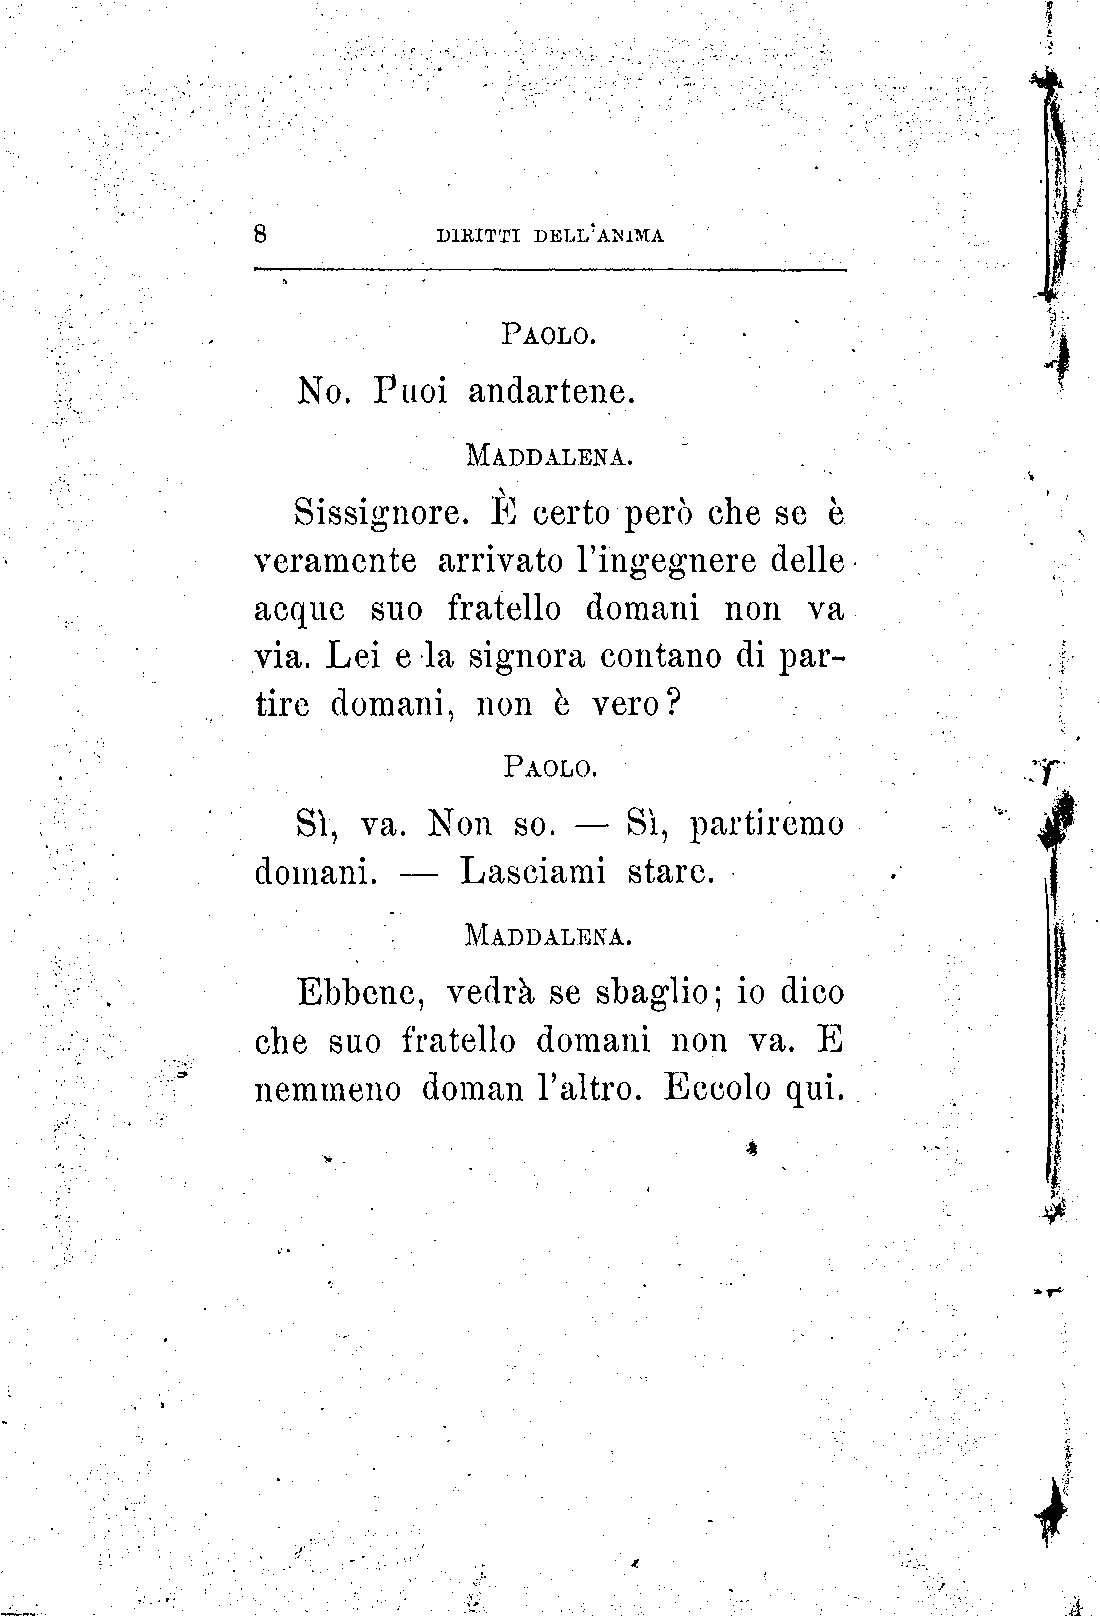 8 DIRITTI DELL'ANIMA
PAOLO.
No. Puoi andartene.
MADDALENA.
Sissignore. È certo però che se è
veramente arrivato l'ingegnere delle
acque suo fratello domani non va
via. Lei e la signora contano di par-
tire domani, non è vero?
PAOLO.
Sì, va. Non so. — Sì, partiremo
domani. — Lasciami stare.
MADDALENA.
Ebbene, vedrà se sbaglio; io dico
che suo fratello domani non va. E
nemmeno doman l'altro. Eccolo qui.